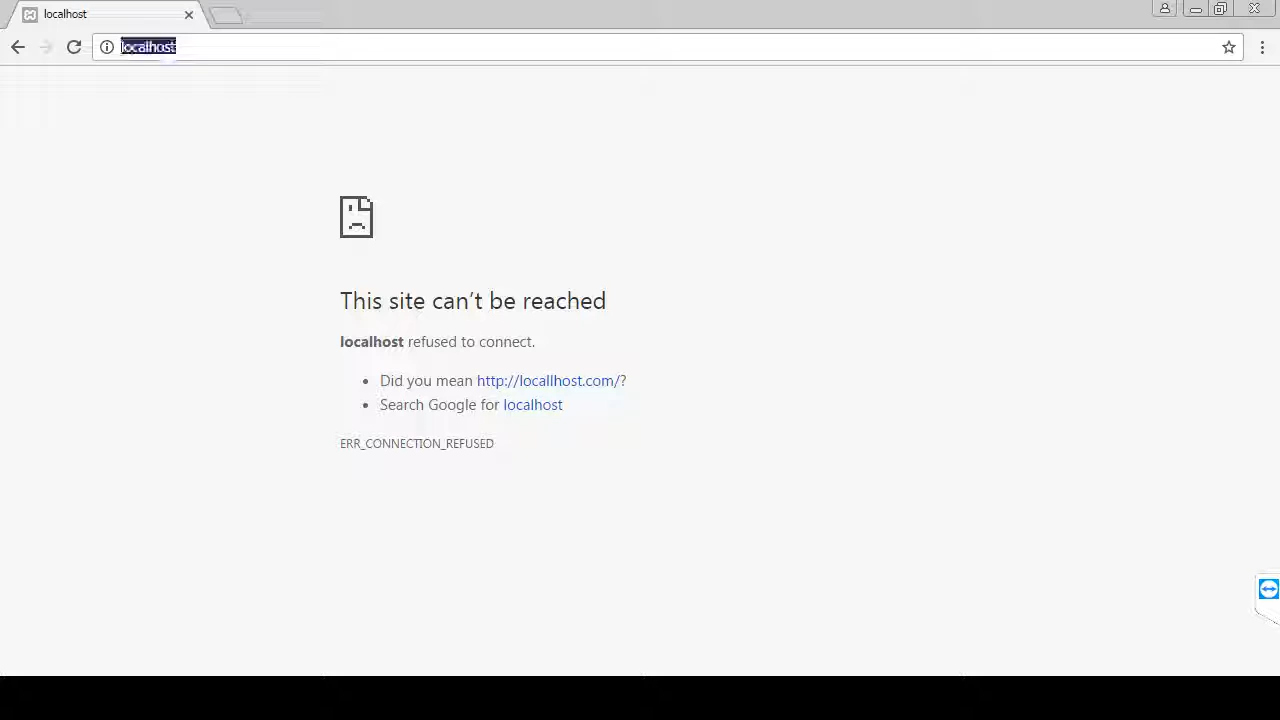 localhost
localhost
This site can't be reached
localhost refused to connect.
Did you mean http://locallhost.com/?
Search Google for localhost
ERR_CONNECTION_REFUSED